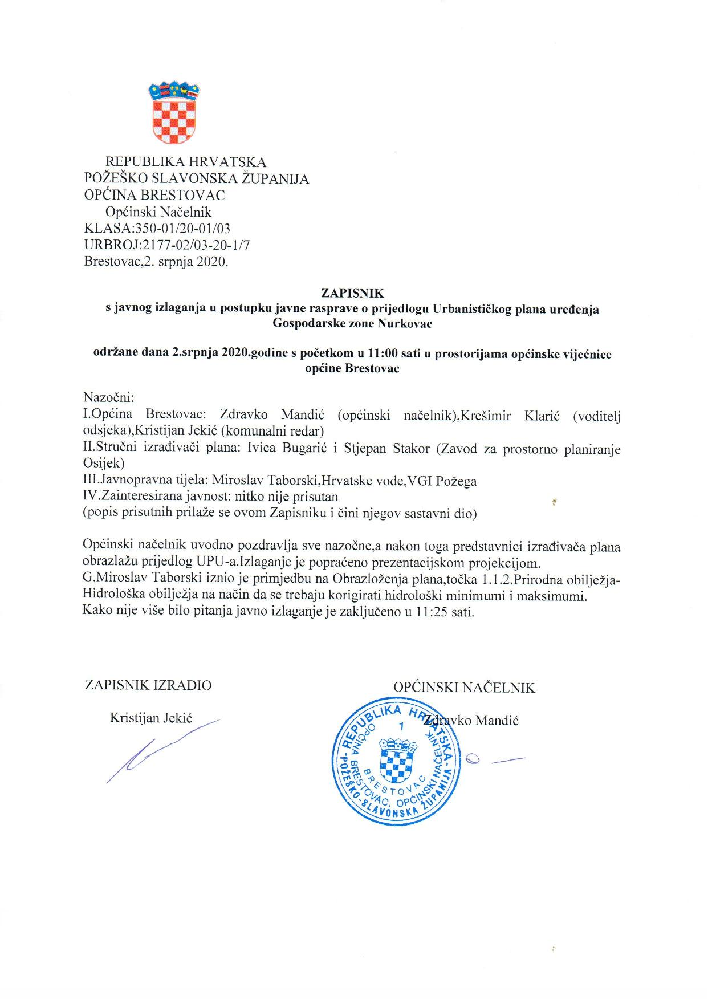 REPUBLIKA HRVATSKA
POŽEŠKO SLAVONSKA ŽUPANIJA
OPĆINA BRESTOVAC
Općinski Načelnik
KLASA:350-01/20-01/03
URBROJ:2177-02/03-20-1/7
Brestovac,2. srpnja 2020.
ZAPISNIK
s javnog izlaganja u postupku javne rasprave o prijedlogu Urbanističkog plana uređenja
Gospodarske zone Nurkovac
održane dana 2.srpnja 2020.godine s početkom u 11:00 sati u prostorijama općinske vijećnice
općine Brestovac
Nazočni:
I.Općina Brestovac: Zdravko Mandić (općinski načelnik),Krešimir Klarić (voditelj
odsjeka),Kristijan Jekić (komunalni redar)
II.Stručni izrađivači plana: Ivica Bugarić i Stjepan Stakor (Zavod za prostorno planiranje
Osijek)
III.Javnopravna tijela: Miroslav Taborski,Hrvatske vode,VGI Požega
IV.Zainteresirana javnost: nitko nije prisutan
(popis prisutnih prilaže se ovom Zapisniku i čini njegov sastavni dio)
Općinski načelnik uvodno pozdravlja sve nazočne,a nakon toga predstavnici izrađivača plana
obrazlažu prijedlog UPU-a.Izlaganje je popraćeno prezentacijskom projekcijom.
G.Miroslav Taborski iznio je primjedbu na Obrazloženja plana,točka 1.1.2.Prirodna obilježja-
Hidrološka obilježja na način da se trebaju korigirati hidrološki minimumi i maksimumi.
Kako nije više bilo pitanja javno izlaganje je zaključeno u 11:25 sati.
ZAPISNIK IZRADIO
Kristijan Jekić
OPĆINSKI NAČELNIK
Zdravko Mandić
REPUBLIKA HRVATSKA-
-POŽEŠKO-SLAVONSKA ŽUPANIJA-
OPĆINA BRESTOVAC, OPĆINSKI NAČELNIK
1
BRESTOVAC